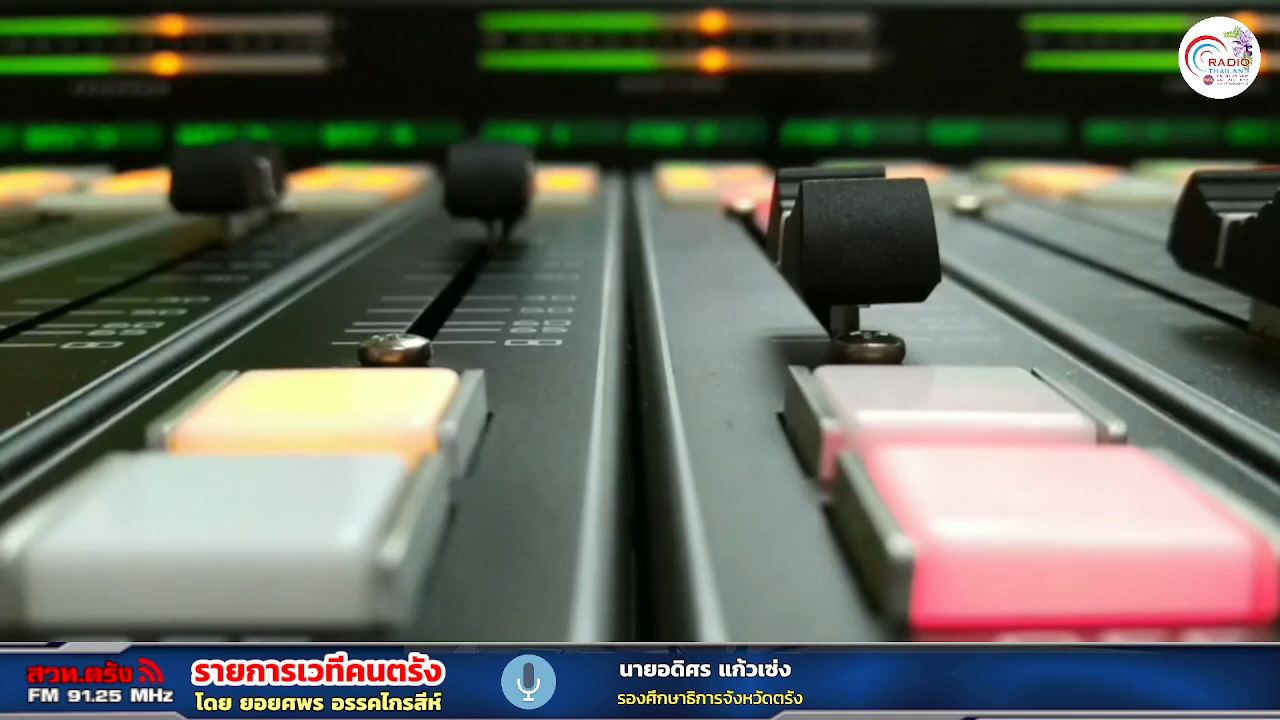 RADIO
THAILAND
สวท.ตรัง
FM 91.25 MHz
รายการเวทีคนตรัง
โดย ยอยศพร อรรคไกรสีห์
นายอดิศร แก้วเซ่ง
รองศึกษาธิการจังหวัดตรัง